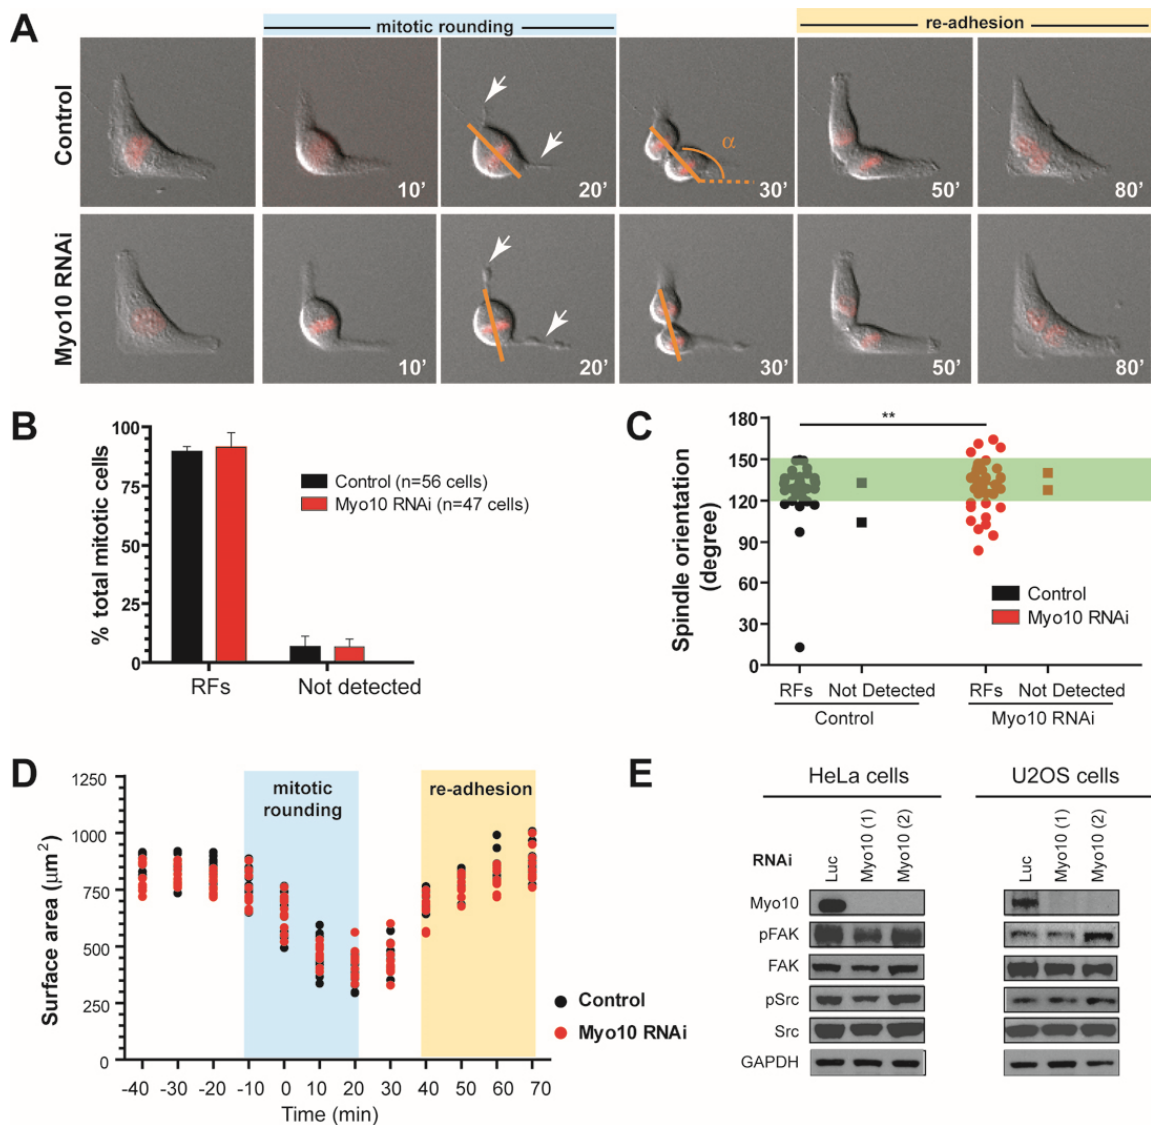 A
mitotic rounding
re-adhesion
Control
10’
20’
α
30’
50’
80’
Myo10 RNAi
10’
20’
30’
50’
80’
B
% total mitotic cells
100
75
50
25
0
Control (n=56 cells)
Myo10 RNAi (n=47 cells)
RFs
Not detected
C
Spindle orientation
(degree)
180
150
120
90
60
30
0
**
Control
Myo10 RNAi
RFs Not Detected RFs Not Detected
Control Myo10 RNAi
D
Surface area (µm²)
1250
1000
750
500
250
0
mitotic
rounding
re-adhesion
Control
Myo10 RNAi
-40 -30 -20 -10 0 10 20 30 40 50 60 70
Time (min)
E
HeLa cells U2OS cells
RNAi Luc Myo10 (1) Myo10 (2) Luc Myo10 (1) Myo10 (2)
Myo10
pFAK
FAK
pSrc
Src
GAPDH